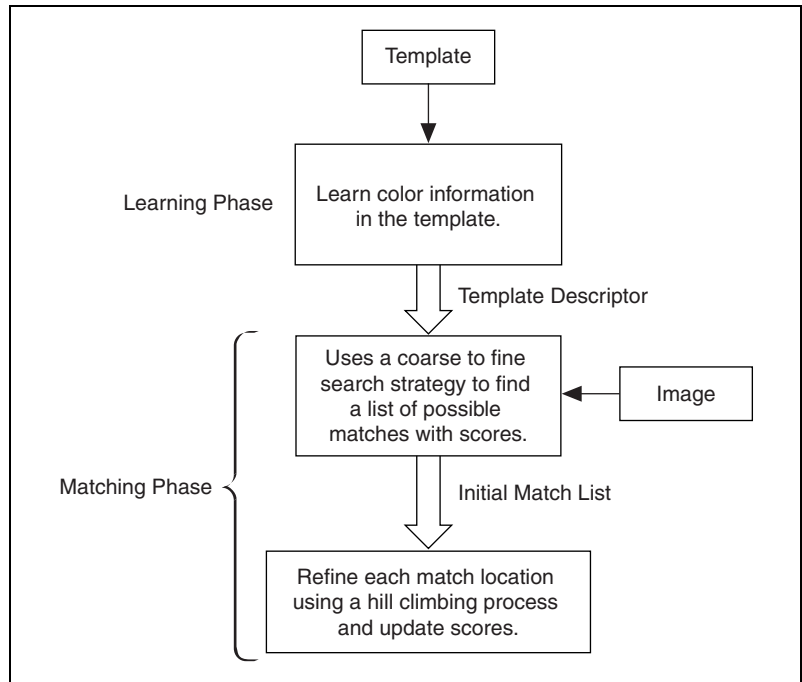 Template
Learning Phase
Learn color information
in the template.
Template Descriptor
Uses a coarse to fine
search strategy to find
a list of possible
matches with scores.
Image
Matching Phase
Initial Match List
Refine each match location
using a hill climbing process
and update scores.